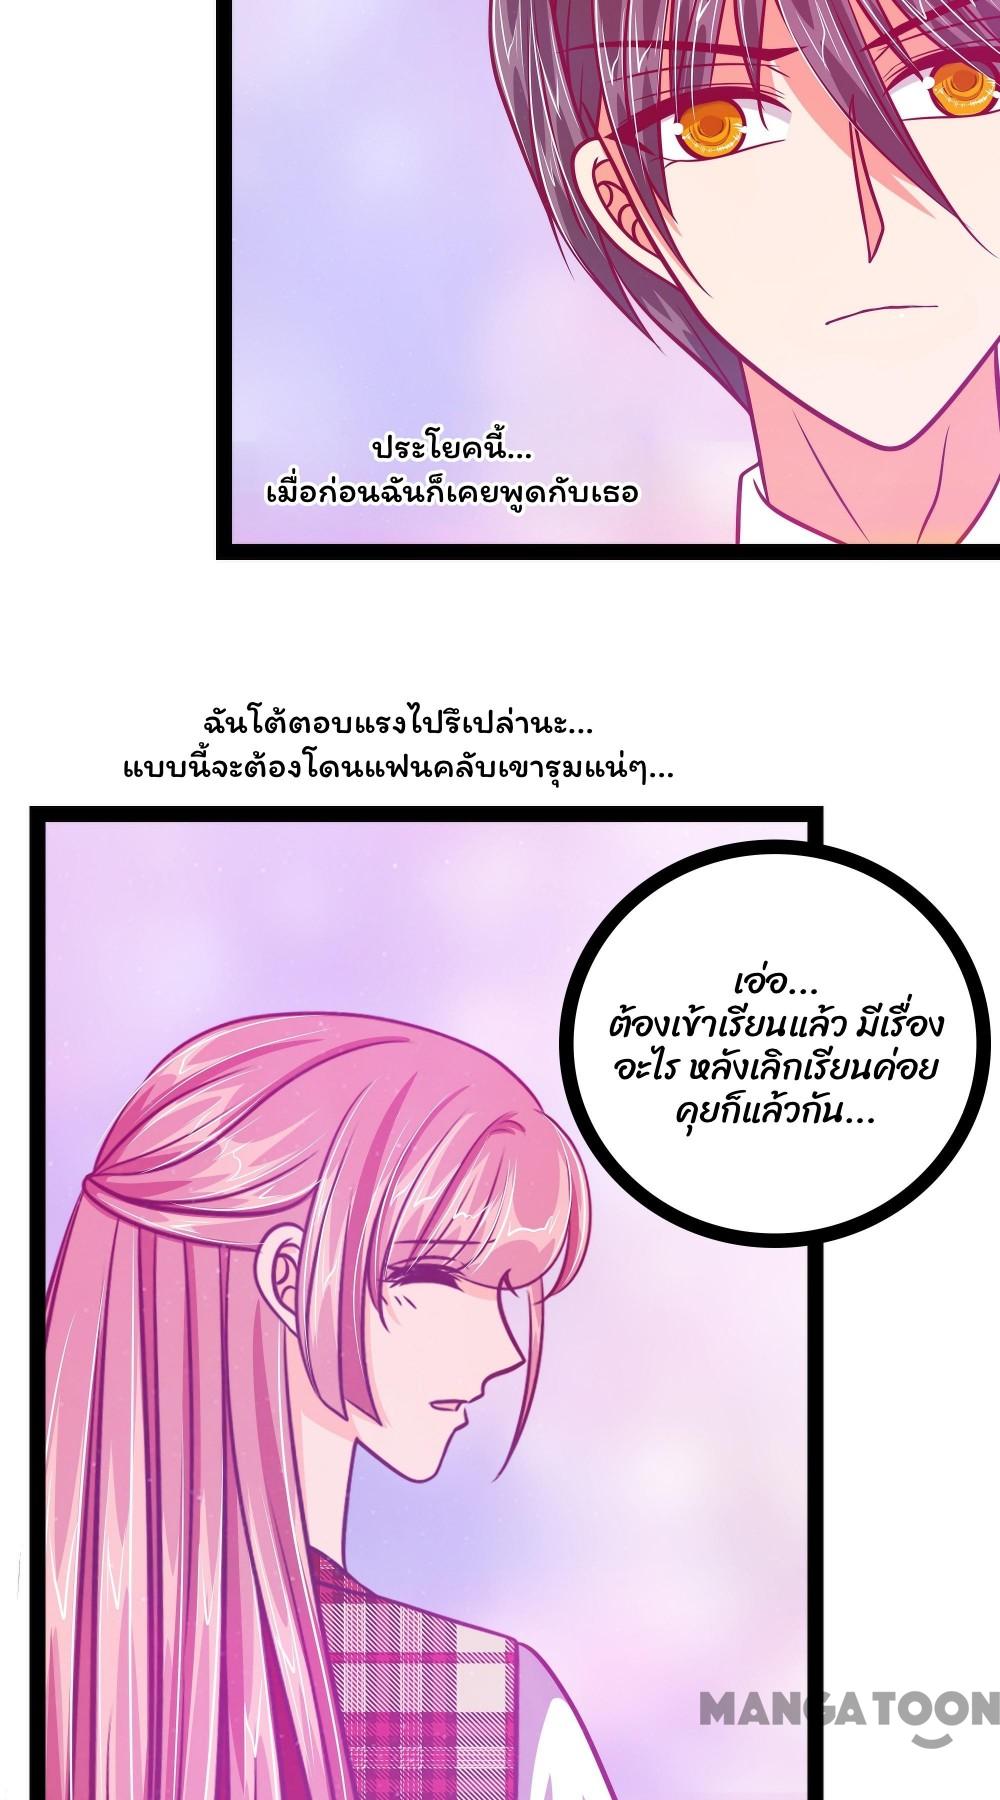 ประโยคนี้...
เมื่อก่อนฉันก็เคยพูดกับเธอ
ฉันโต้ตอบแรงไปรึเปล่านะ...
แบบนี้จะต้องโดนแฟนคลับเขารุมแน่ๆ...
เอ่อ...
ต้องเข้าเรียนแล้ว มีเรื่อง
อะไร หลังเลิกเรียนค่อย
คุยก็แล้วกัน...
MANGATOON